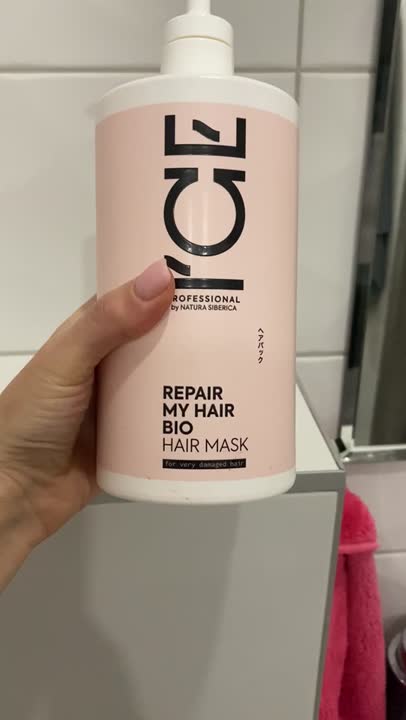 I'CE
PROFESSIONAL
by NATURA SIBERICA
ヘアパック
REPAIR
MY HAIR
BIO
HAIR MASK
for very damaged hair